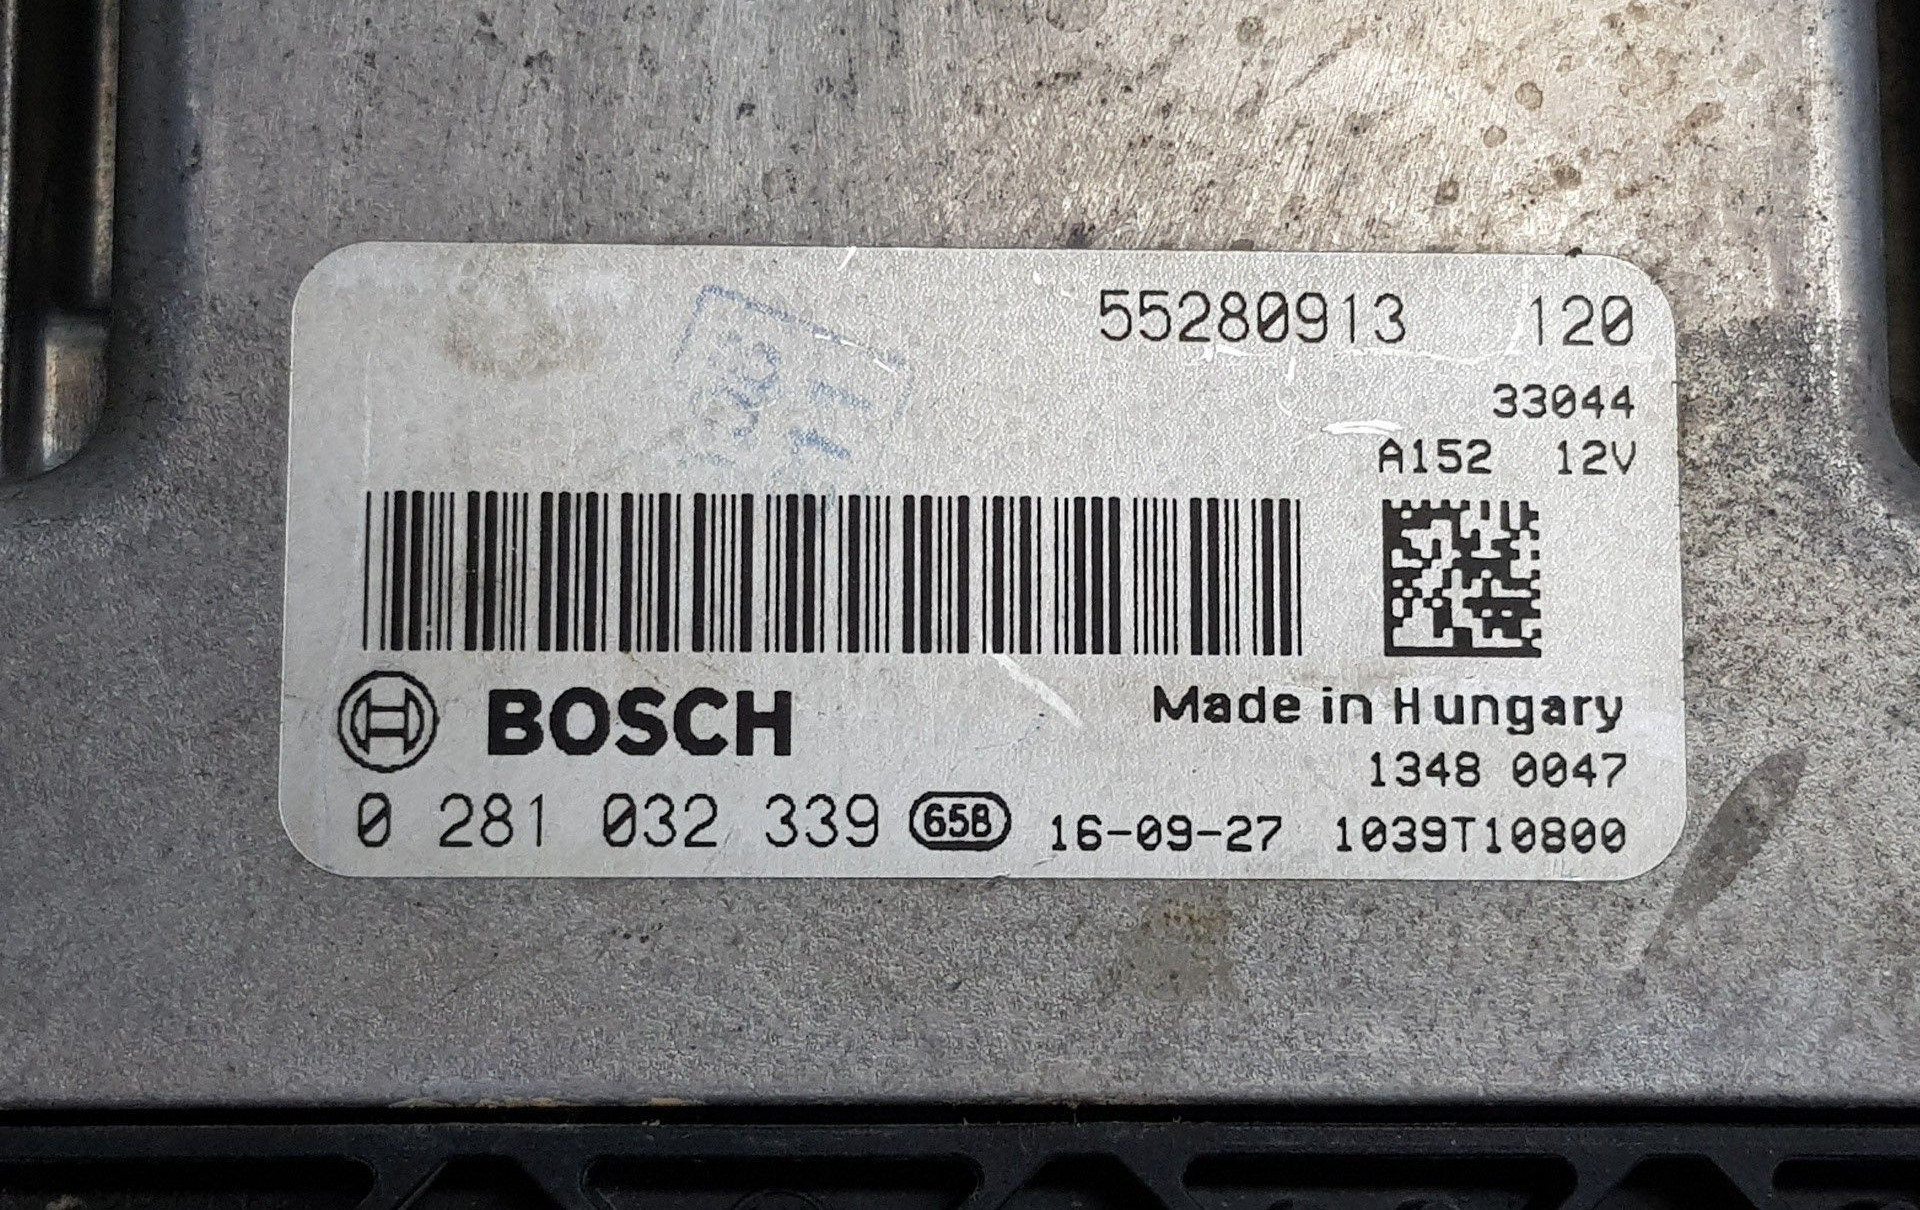 55280913 120
33044
A152 12V
BOSCH
Made in Hungary
1348 0047
0 281 032 339 65B 16-09-27 1039T10800